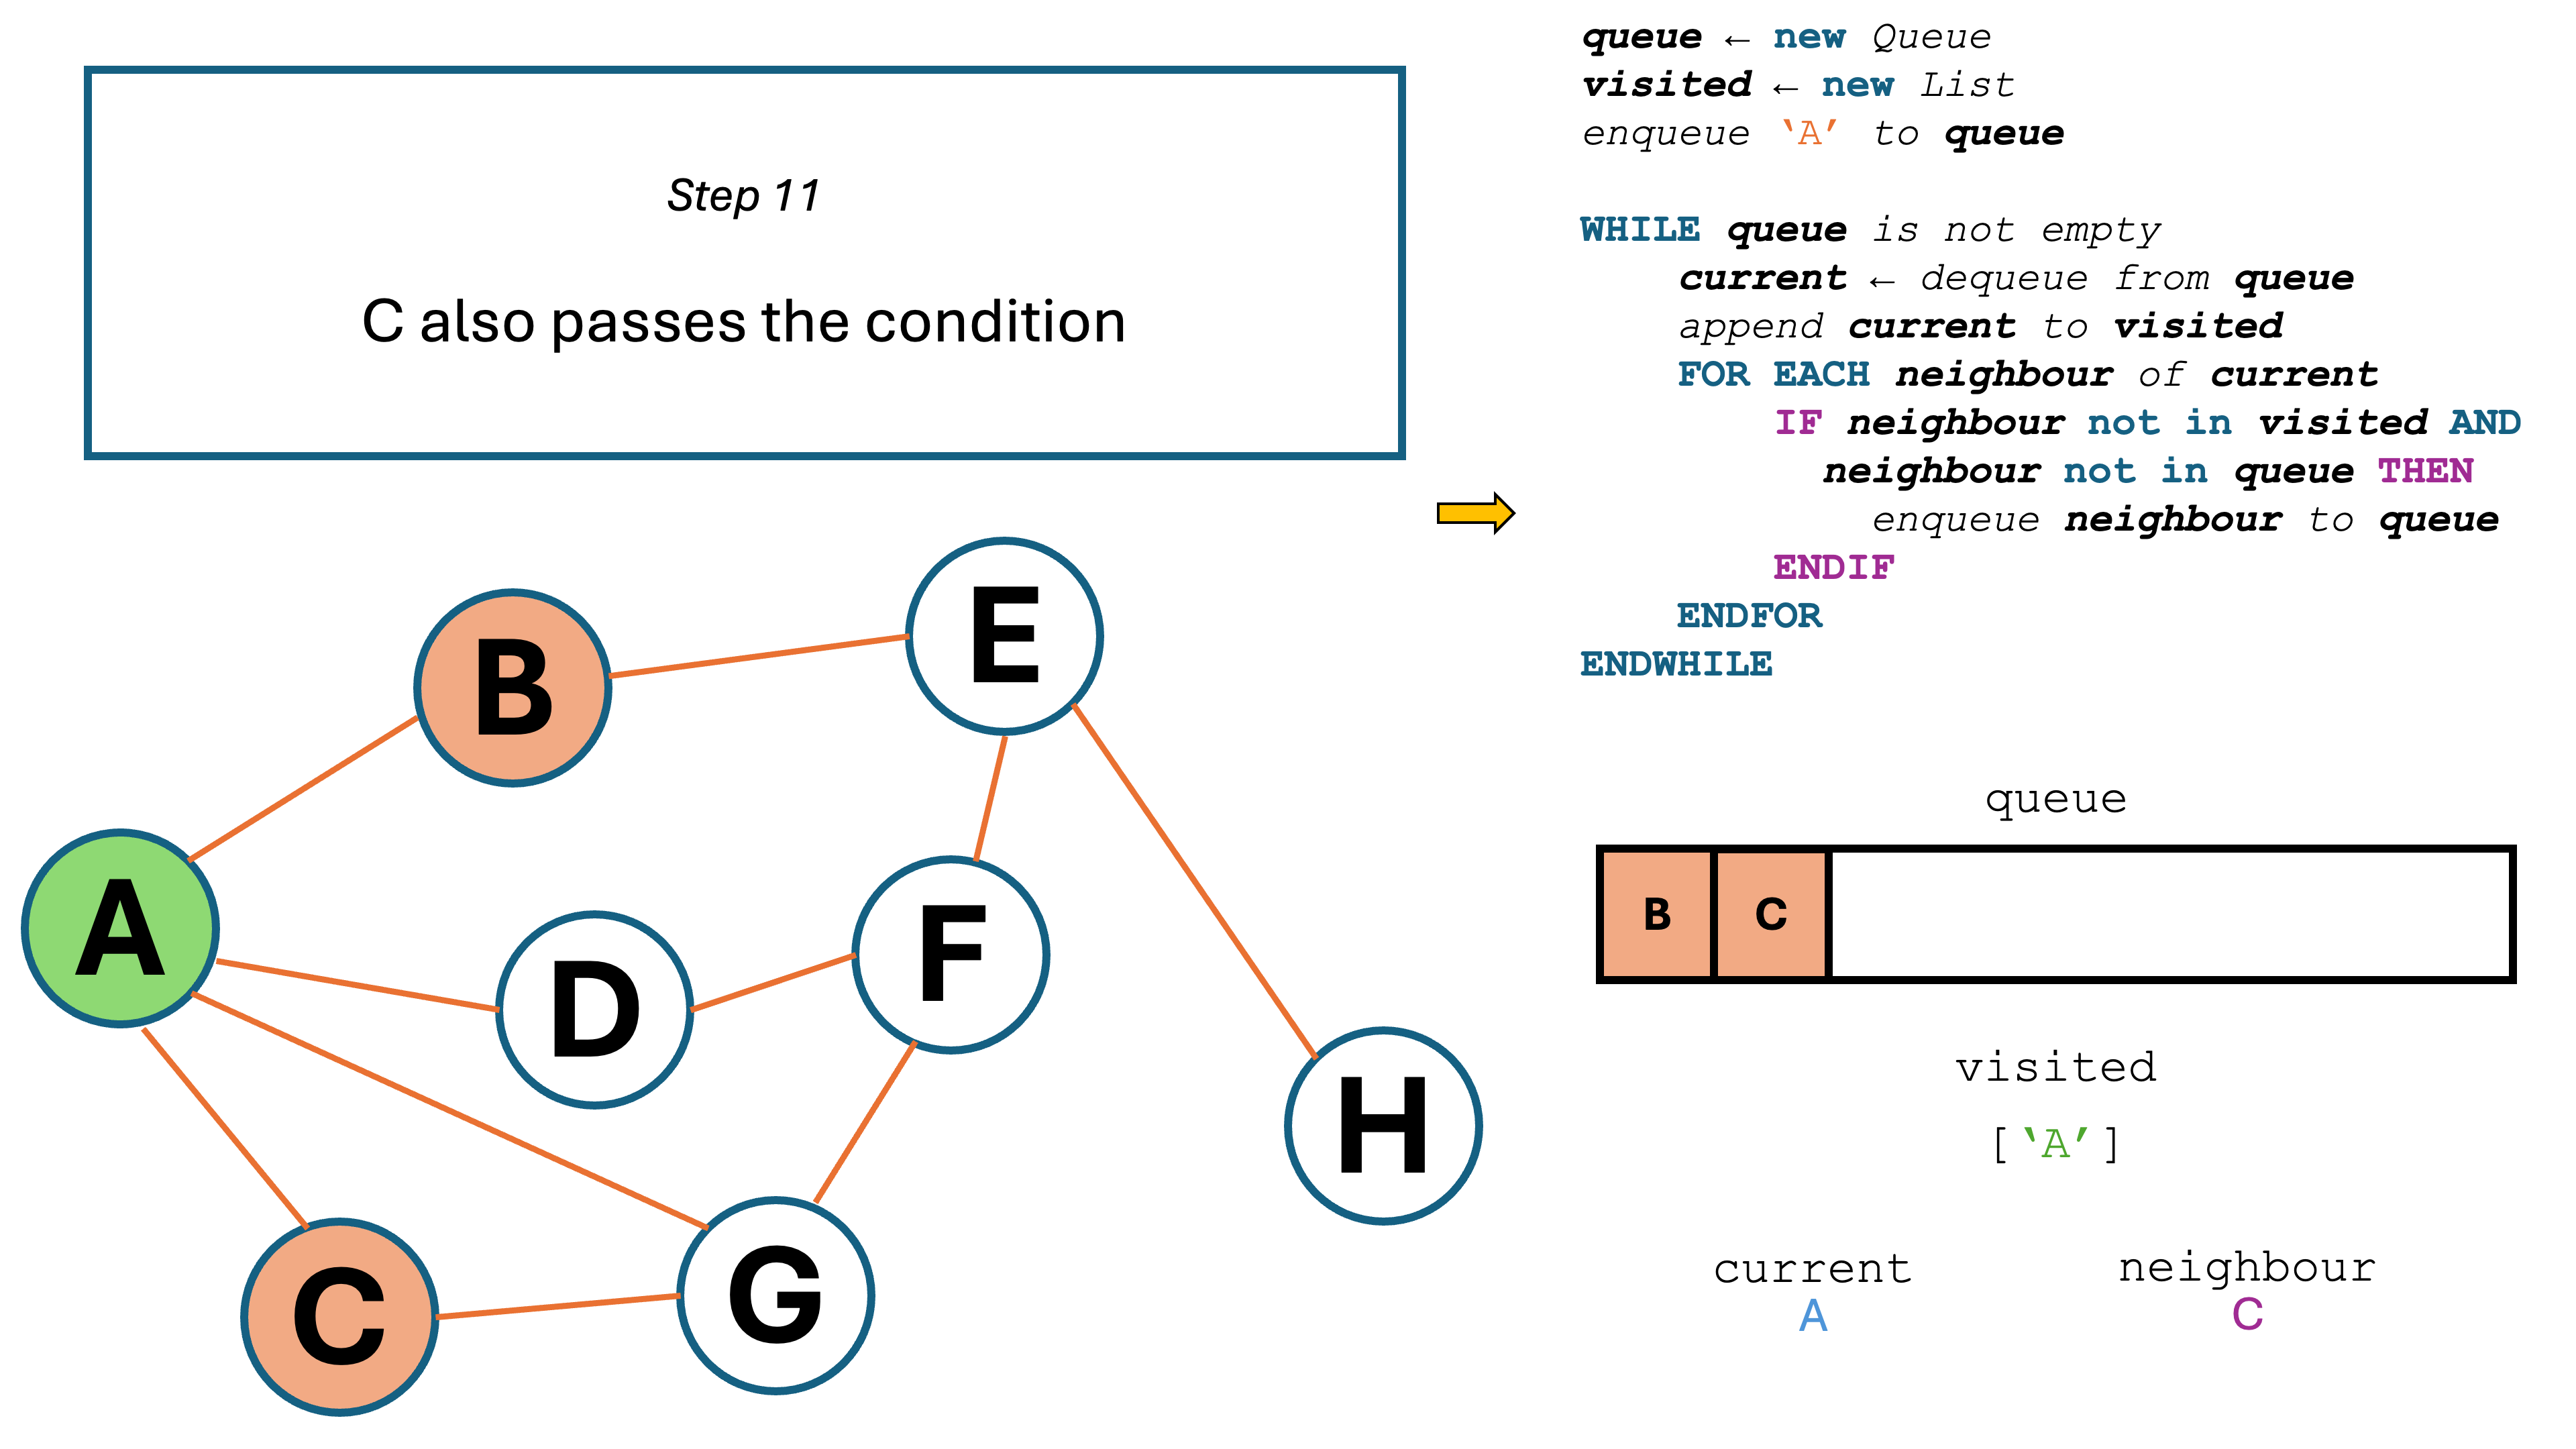 Step 11
C also passes the condition
queue ← new Queue
visited ← new List
enqueue ‘A’ to queue
WHILE queue is not empty
current ← dequeue from queue
append current to visited
FOR EACH neighbour of current
IF neighbour not in visited AND
neighbour not in queue THEN
enqueue neighbour to queue
ENDIF
ENDFOR
ENDWHILE
E
B
A
F
D
H
G
C
queue
B C
visited
[‘A’]
current neighbour
A C